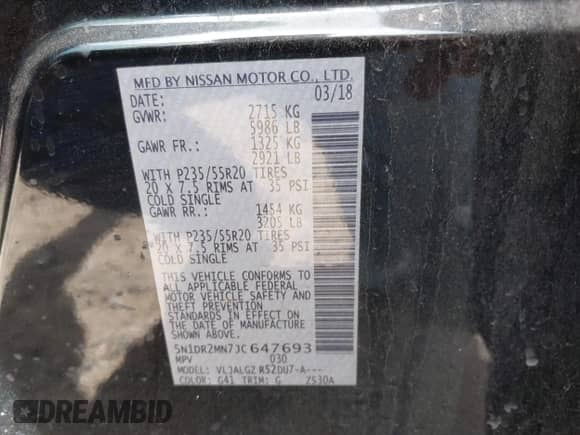 MFD BY NISSAN MOTOR CO., LTD.
DATE: 03/18
GVWR: 2715 KG
5986 LB
GAWR FR.: 1325 KG
2921 LB
WITH P235/55R20 TIRES
20 X 7.5 RIMS AT 35 PSI
COLD SINGLE
GAWR RR.: 1454 KG
3205 LB
WITH P235/55R20 TIRES
20 X 7.5 RIMS AT 35 PSI
COLD SINGLE
THIS VEHICLE CONFORMS TO
ALL APPLICABLE FEDERAL
MOTOR VEHICLE SAFETY AND
THEFT PREVENTION
STANDARDS IN EFFECT ON
THE DATE OF MANUFACTURE
SHOWN ABOVE.
5N1DR2MN7JC647693
MPV 030
MODEL: VLJALGZ R52DU7-A---
COLOR: G41 TRIM: G 2530A
DREAMBID